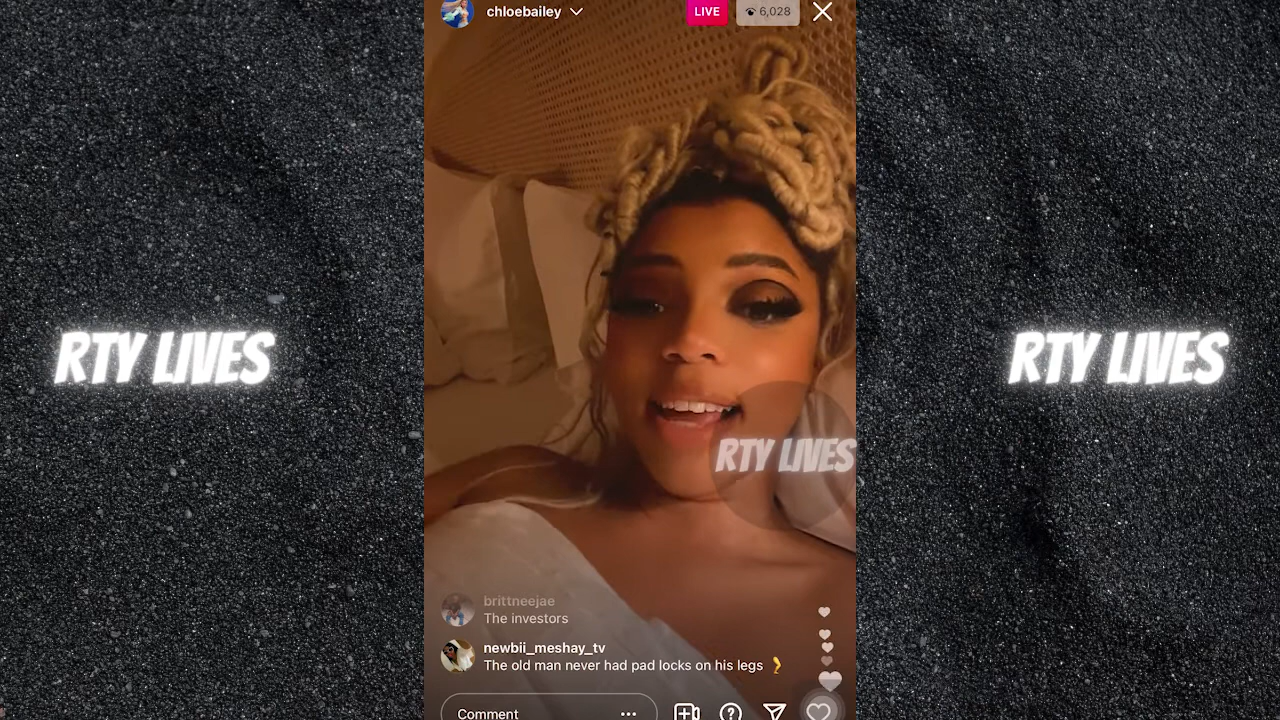 chloebailey
LIVE
6,028
RTY LIVES
RTY LIVES
RTY LIVES
brittneejae
The investors
newbii_meshay_tv
The old man never had pad locks on his legs
Comment